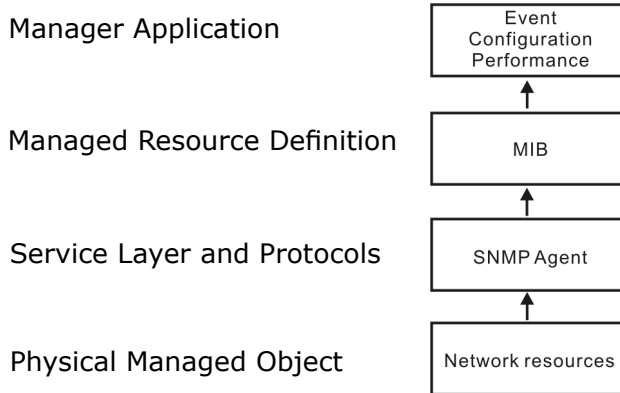 Manager Application
Event
Configuration
Performance
Managed Resource Definition
MIB
Service Layer and Protocols
SNMP Agent
Physical Managed Object
Network resources